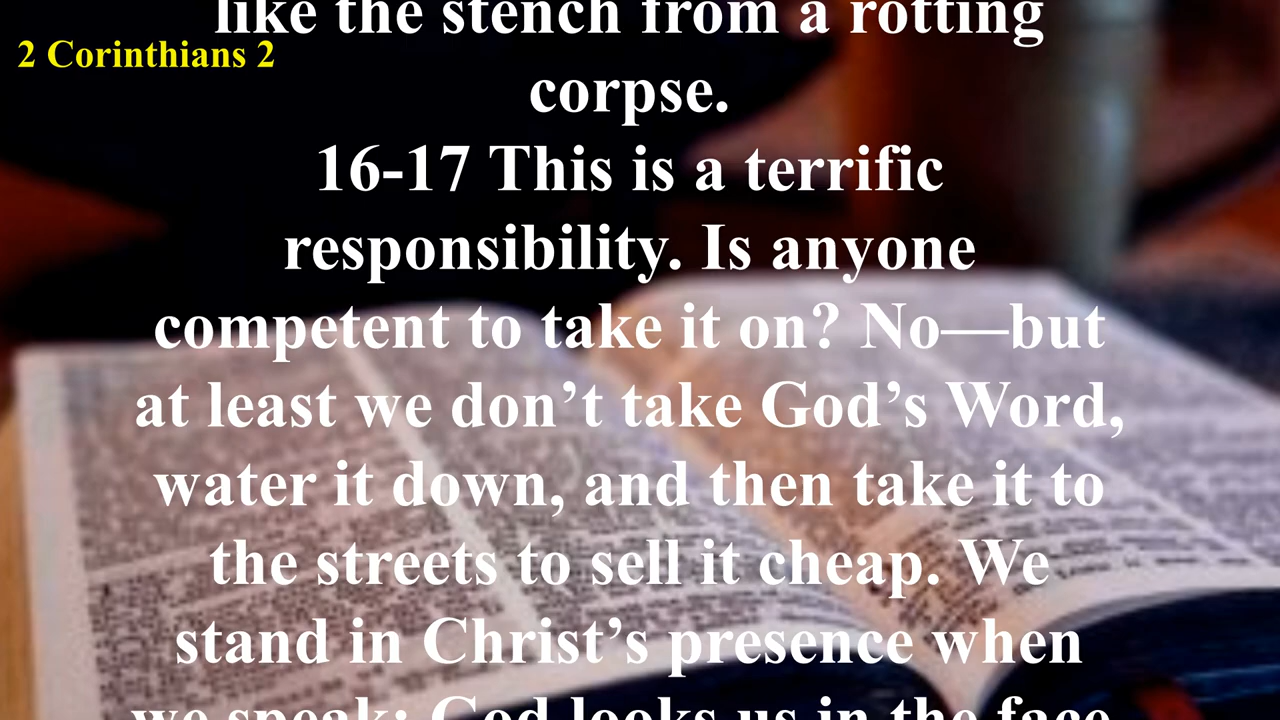 like the stench from a rotting
2 Corinthians 2
corpse.
16-17 This is a terrific
responsibility. Is anyone
competent to take it on? No—but
at least we don’t take God’s Word,
water it down, and then take it to
the streets to sell it cheap. We
stand in Christ’s presence when
we speak; God looks us in the face